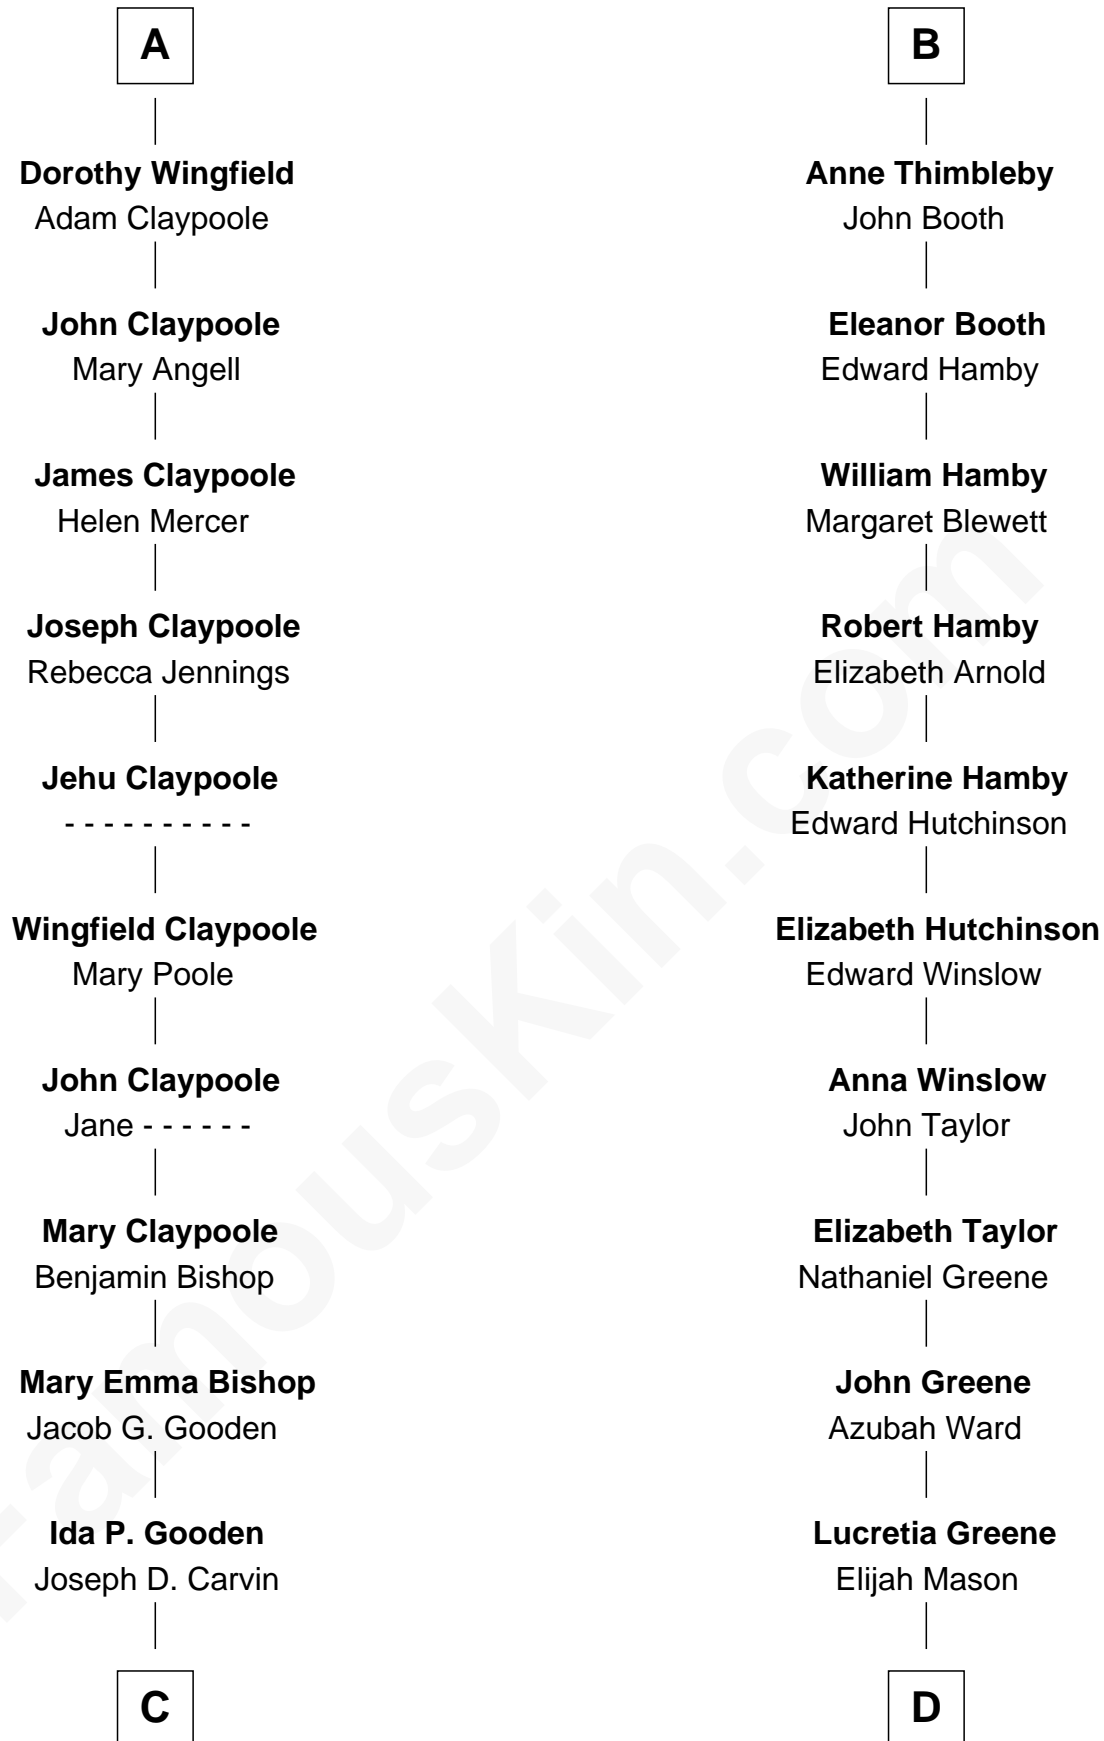 A
Dorothy Wingfield
Adam Claypoole
John Claypoole
Mary Angell
James Claypoole
Helen Mercer
Joseph Claypoole
Rebecca Jennings
Jehu Claypoole
- - - - - - - - - -
Wingfield Claypoole
Mary Poole
John Claypoole
Jane - - - - - -
Mary Claypoole
Benjamin Bishop
Mary Emma Bishop
Jacob G. Gooden
Ida P. Gooden
Joseph D. Carvin
C
B
Anne Thimbleby
John Booth
Eleanor Booth
Edward Hamby
William Hamby
Margaret Blewett
Robert Hamby
Elizabeth Arnold
Katherine Hamby
Edward Hutchinson
Elizabeth Hutchinson
Edward Winslow
Anna Winslow
John Taylor
Elizabeth Taylor
Nathaniel Greene
John Greene
Azubah Ward
Lucretia Greene
Elijah Mason
D
FamousKin.com